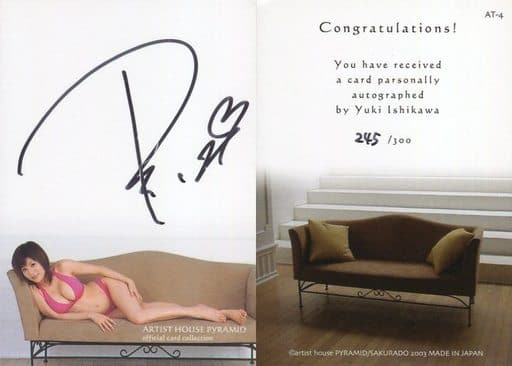 ARTIST HOUSE PYRAMID
official card collection
AT-4
Congratulations!
You have received
a card parsonally
autographed
by Yuki Ishikawa
245 /300
©artist house PYRAMID/SAKURADO 2003 MADE IN JAPAN